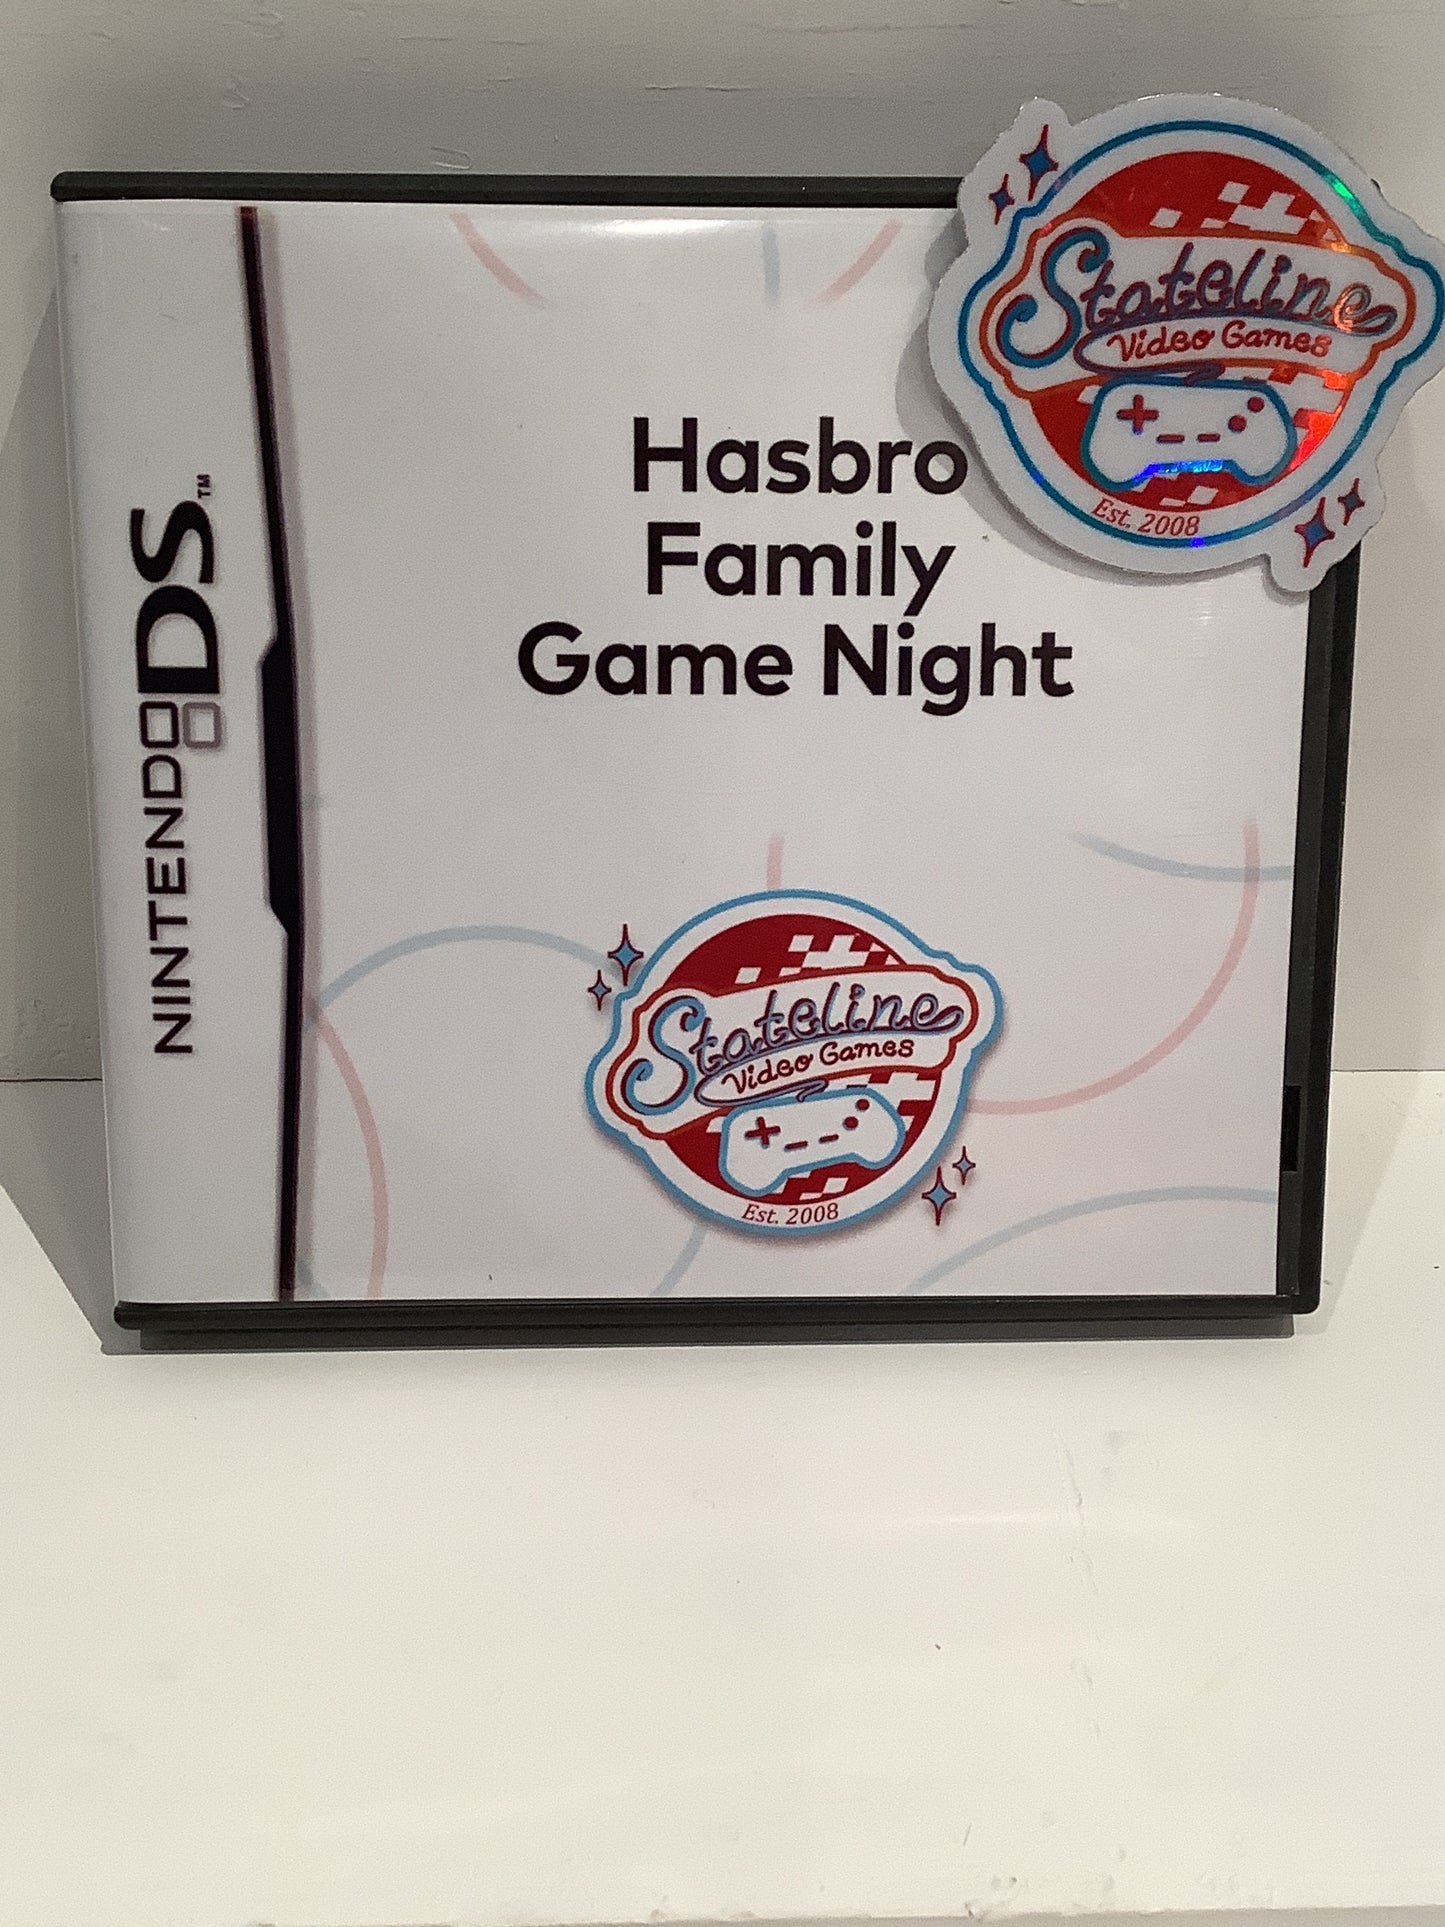 NINTENDO DS™
Hasbro
Family
Game Night
Stateline
Video Games
Est. 2008
Stateline
Video Games
Est. 2008